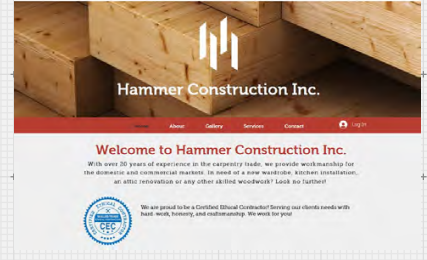 Hammer Construction Inc.
Home About Gallery Services Contact Log In
Welcome to Hammer Construction Inc.
With over 20 years of experience in the carpentry trade, we provide workmanship for
the domestic and commercial markets. In need of a new wardrobe, kitchen installation,
an attic renovation or any other skilled woodwork? Look no further!
We are proud to be a Certified Ethical Contractor! Serving our clients needs with
hard-work, honesty, and craftsmanship. We work for you!
CERTIFIED ETHICAL CONTRACTOR
CEC